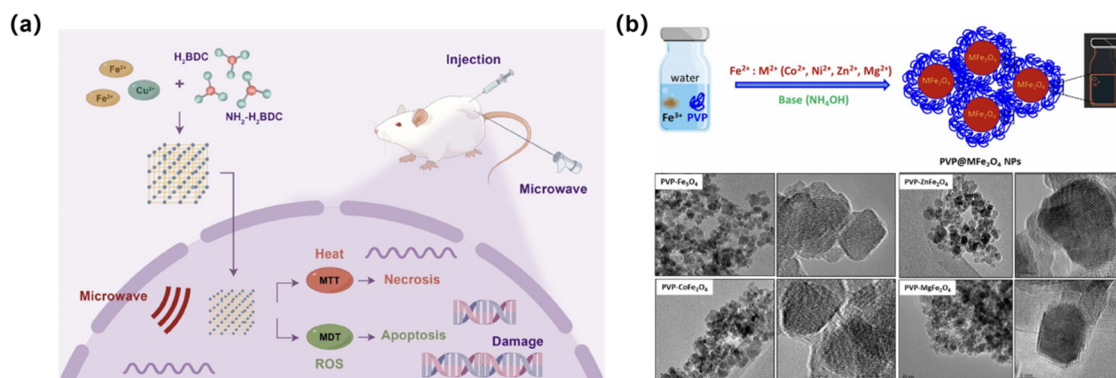 (a)
Fe²⁺
Fe²⁺
Cu²⁺
+
H₂BDC
NH₂-H₂BDC
Injection
Microwave
Microwave
Heat
MTT
Necrosis
MDT
Apoptosis
ROS
Damage
(b)
water
Fe³⁺ PVP
Fe²⁺ : M²⁺ (Co²⁺, Ni²⁺, Zn²⁺, Mg²⁺)
Base (NH₄OH)
MFe₂O₄
MFe₂O₄
MFe₂O₄
MFe₂O₄
PVP@MFe₂O₄ NPs
PVP-Fe₃O₄
PVP-ZnFe₂O₄
PVP-CoFe₂O₄
PVP-MgFe₂O₄